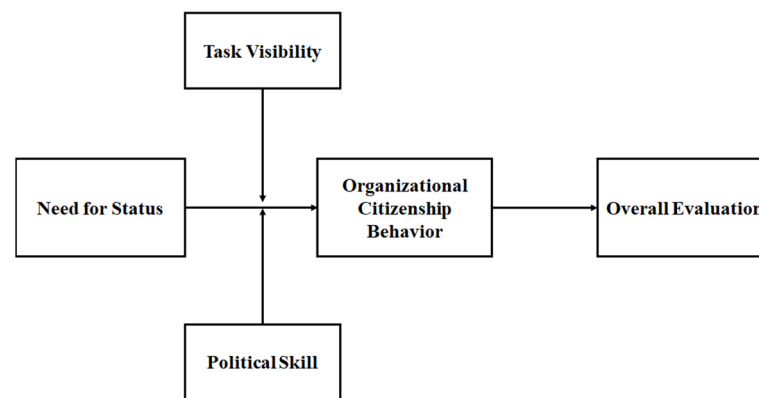 Task Visibility
Need for Status
Organizational
Citizenship
Behavior
Overall Evaluation
Political Skill